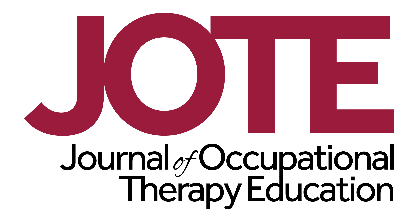 JOTE
Journal of Occupational
Therapy Education